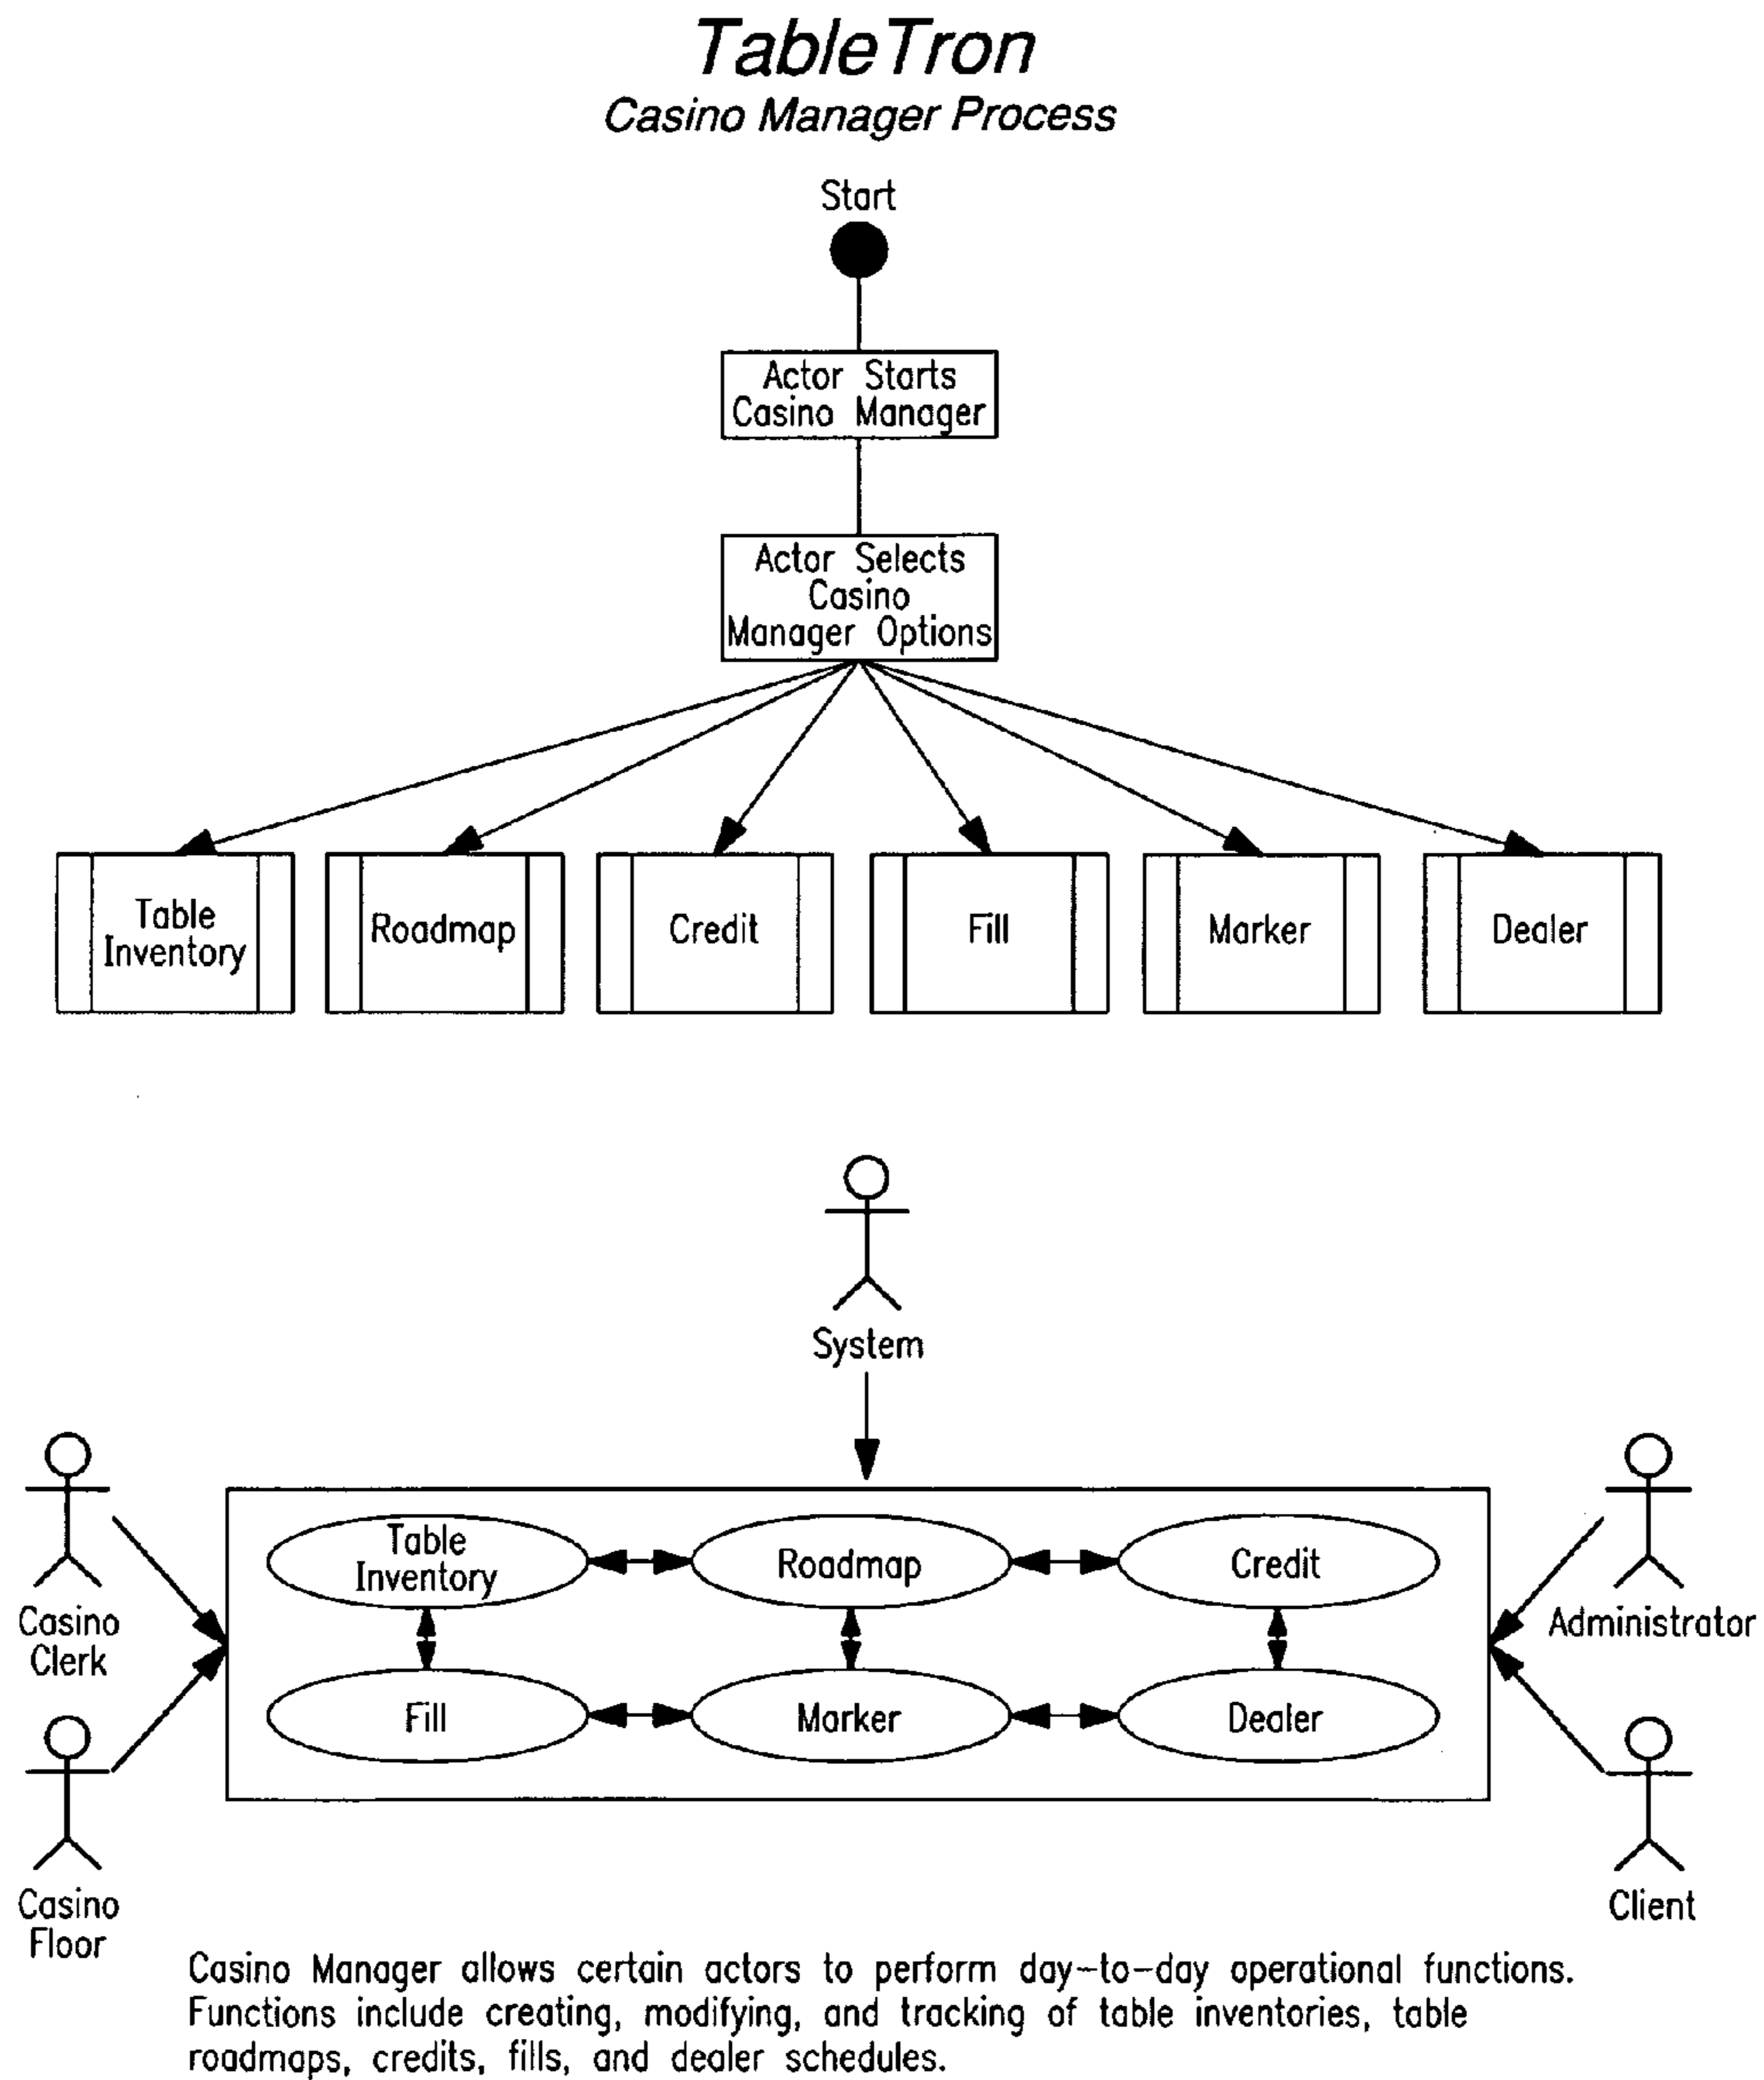 TableTron
Casino Manager Process
Start
Actor Starts
Casino Manager
Actor Selects
Casino
Manager Options
Table
Inventory
Roadmap
Credit
Fill
Marker
Dealer
System
Casino
Clerk
Casino
Floor
Table
Inventory
Roadmap
Credit
Fill
Marker
Dealer
Administrator
Client
Casino Manager allows certain actors to perform day-to-day operational functions.
Functions include creating, modifying, and tracking of table inventories, table
roadmaps, credits, fills, and dealer schedules.